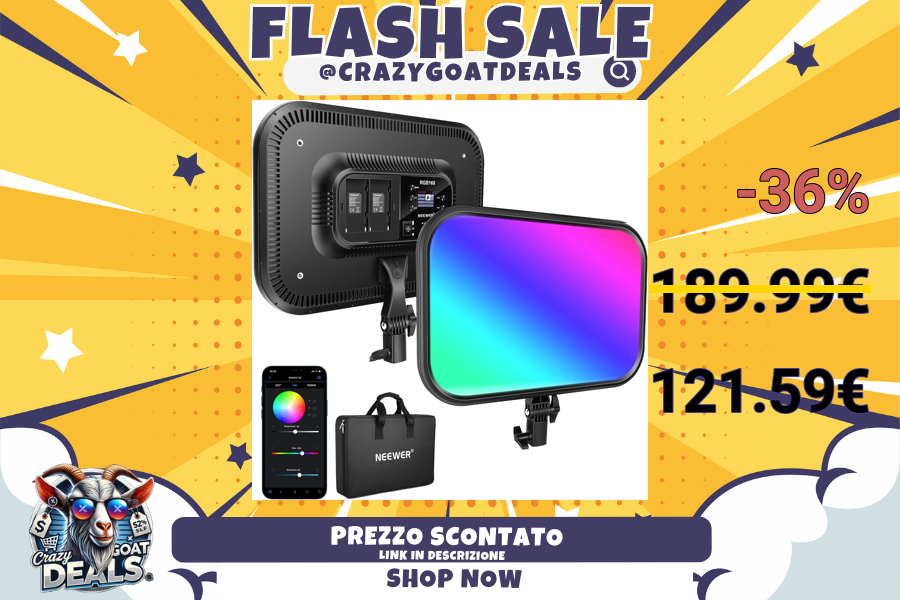 FLASH SALE
@CRAZYGOATDEALS
-36%
189.99€
121.59€
RGB168
NEEWER
NEEWER®
$
52%
Crazy
GOAT
DEALS
PREZZO SCONTATO
LINK IN DESCRIZIONE
SHOP NOW